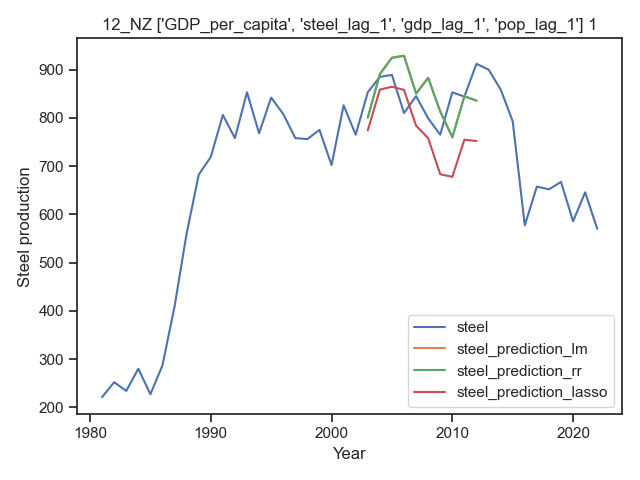 12_NZ ['GDP_per_capita', 'steel_lag_1', 'gdp_lag_1', 'pop_lag_1'] 1
900
800
700
600
500
400
300
200
Steel production
1980
1990
2000
2010
2020
Year
steel
steel_prediction_lm
steel_prediction_rr
steel_prediction_lasso